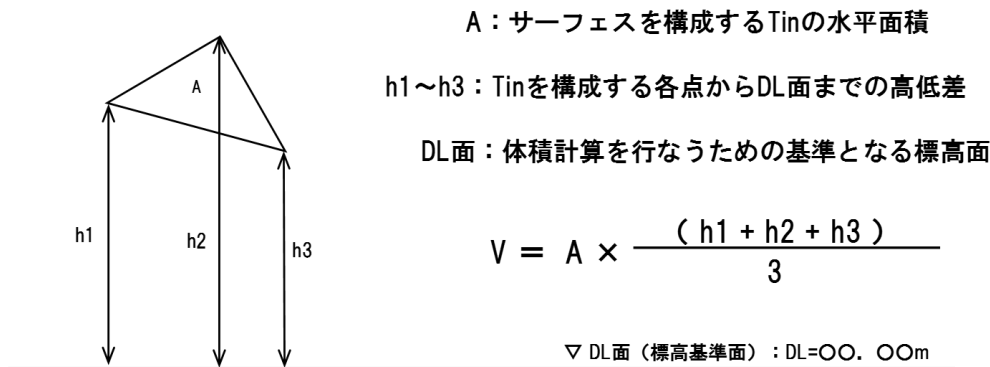 A：サーフェスを構成するTinの水平面積
A
h1～h3：Tinを構成する各点からDL面までの高低差
DL面：体積計算を行なうための基準となる標高面
h1
h2
h3
V ＝ A × （ h1 + h2 + h3 ）
3
▽ DL面（標高基準面）：DL=〇〇．〇〇m